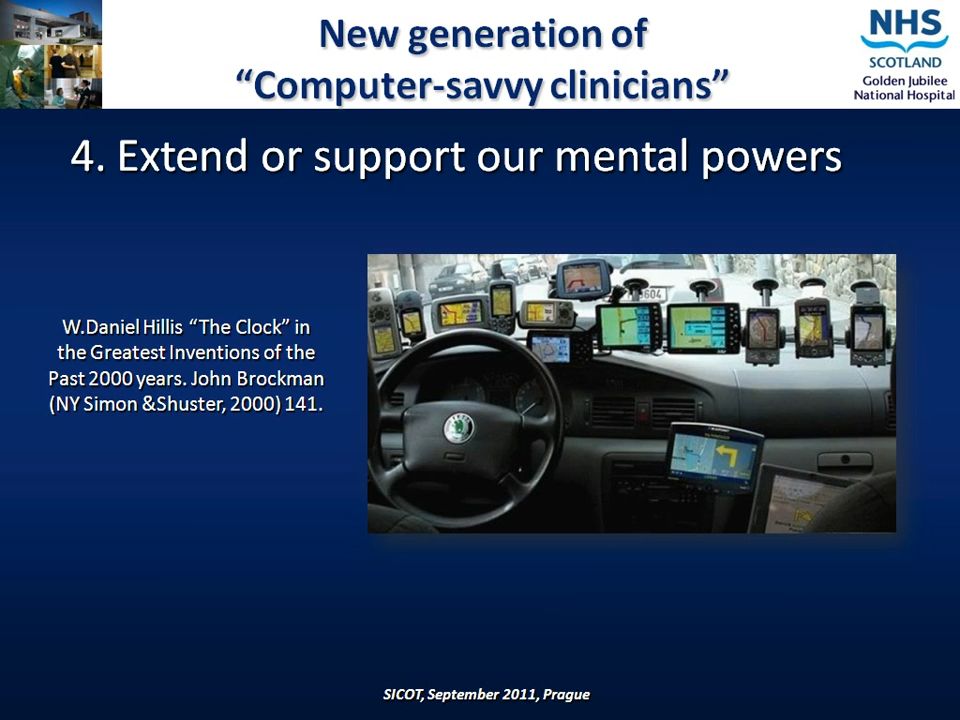 New generation of
“Computer-savvy clinicians”
NHS
SCOTLAND
Golden Jubilee
National Hospital
4. Extend or support our mental powers
W.Daniel Hillis “The Clock” in
the Greatest Inventions of the
Past 2000 years. John Brockman
(NY Simon &Shuster, 2000) 141.
SICOT, September 2011, Prague